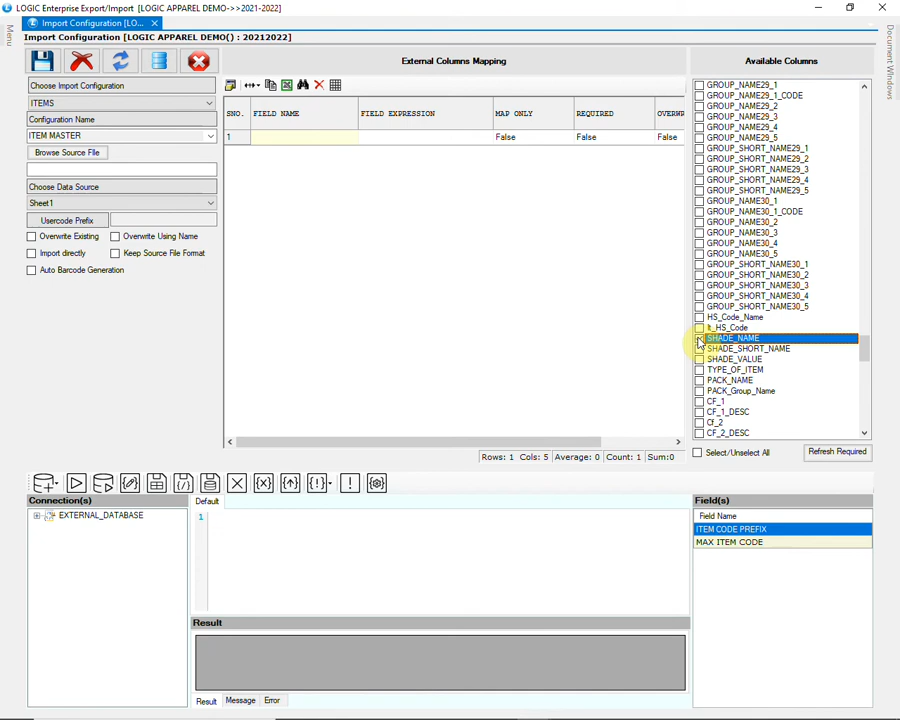 LOGIC Enterprise Export/Import [LOGIC APPAREL DEMO->>2021-2022]
Menu
Import Configuration [LO...
Document Windows
Import Configuration [LOGIC APPAREL DEMO() : 20212022]
External Columns Mapping
Available Columns
Choose Import Configuration
ITEMS
Configuration Name
ITEM MASTER
Browse Source File
Choose Data Source
Sheet1
Usercode Prefix
Overwrite Existing
Overwrite Using Name
Import directly
Keep Source File Format
Auto Barcode Generation
SNO. FIELD NAME FIELD EXPRESSION MAP ONLY REQUIRED OVERWR
1 False False False
GROUP_NAME29_1
GROUP_NAME29_1_CODE
GROUP_NAME29_2
GROUP_NAME29_3
GROUP_NAME29_4
GROUP_NAME29_5
GROUP_SHORT_NAME29_1
GROUP_SHORT_NAME29_2
GROUP_SHORT_NAME29_3
GROUP_SHORT_NAME29_4
GROUP_SHORT_NAME29_5
GROUP_NAME30_1
GROUP_NAME30_1_CODE
GROUP_NAME30_2
GROUP_NAME30_3
GROUP_NAME30_4
GROUP_NAME30_5
GROUP_SHORT_NAME30_1
GROUP_SHORT_NAME30_2
GROUP_SHORT_NAME30_3
GROUP_SHORT_NAME30_4
GROUP_SHORT_NAME30_5
HS_Code_Name
It_HS_Code
SHADE_NAME
SHADE_SHORT_NAME
SHADE_VALUE
TYPE_OF_ITEM
PACK_NAME
PACK_Group_Name
CF_1
CF_1_DESC
Cf_2
CF_2_DESC
Rows: 1 Cols: 5 Average: 0 Count: 1 Sum:0
Select/Unselect All
Refresh Required
Connection(s)
EXTERNAL_DATABASE
Default
1
Result
Result Message Error
Field(s)
Field Name
ITEM CODE PREFIX
MAX ITEM CODE